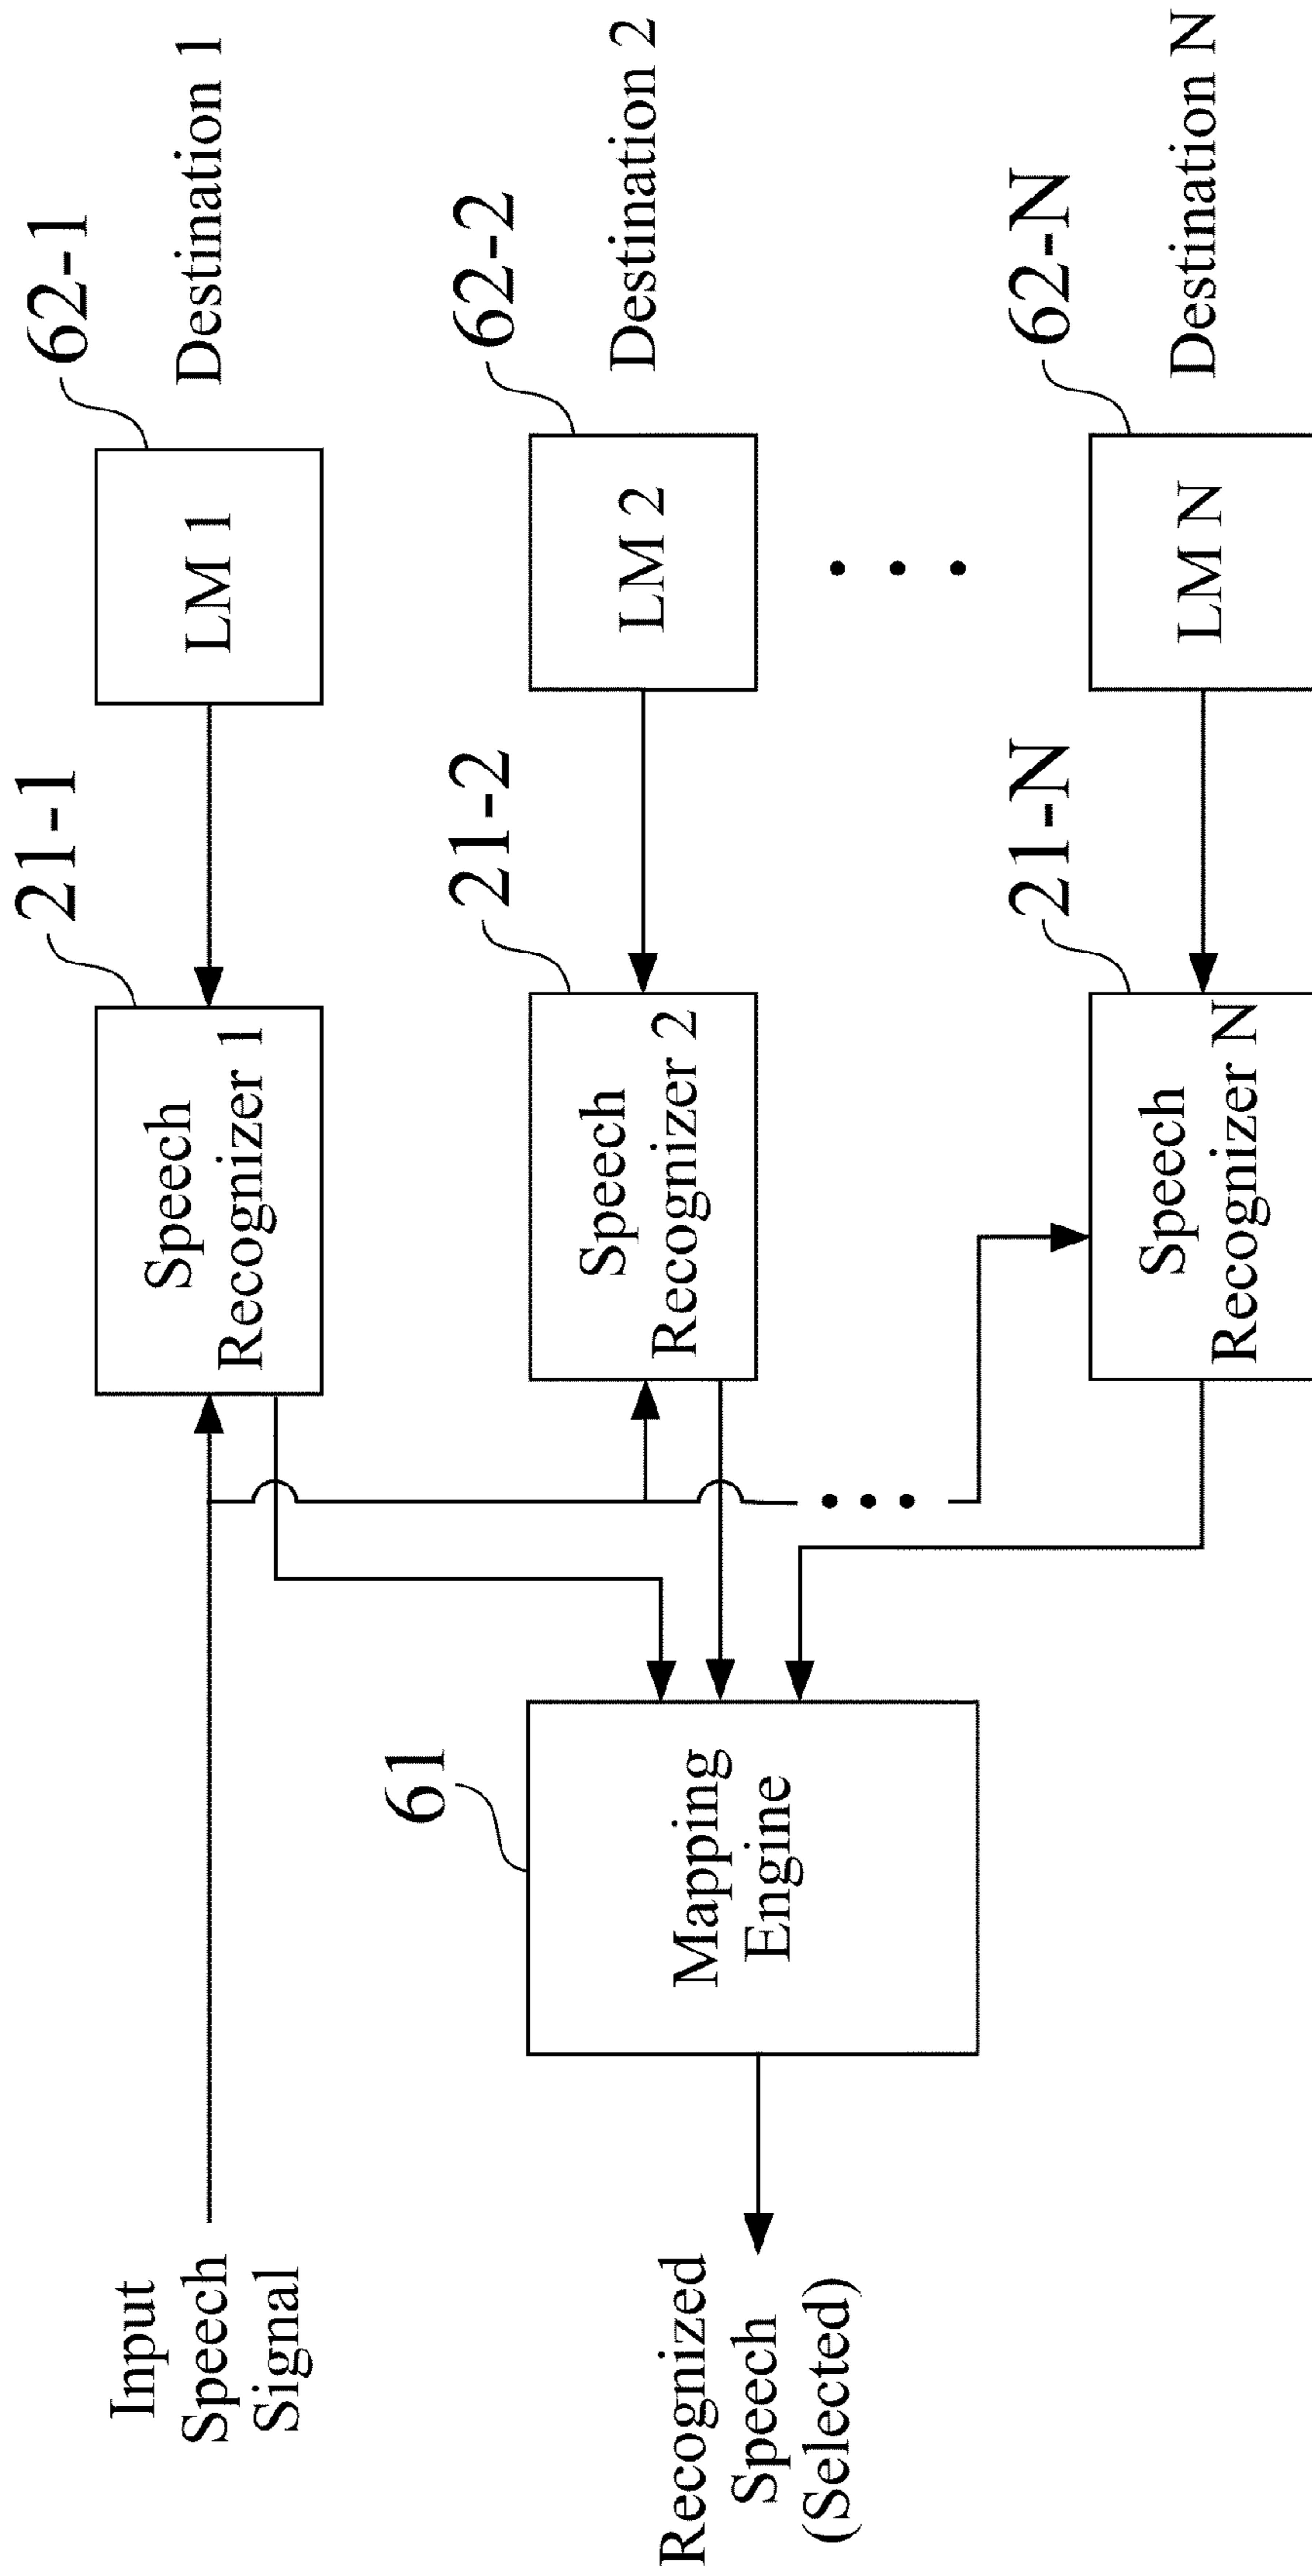 Input
Speech
Signal
21-1
Speech
Recognizer 1
62-1
LM 1
Destination 1
61
Mapping
Engine
Recognized
Speech
(Selected)
21-2
Speech
Recognizer 2
62-2
LM 2
Destination 2
21-N
Speech
Recognizer N
62-N
LM N
Destination N